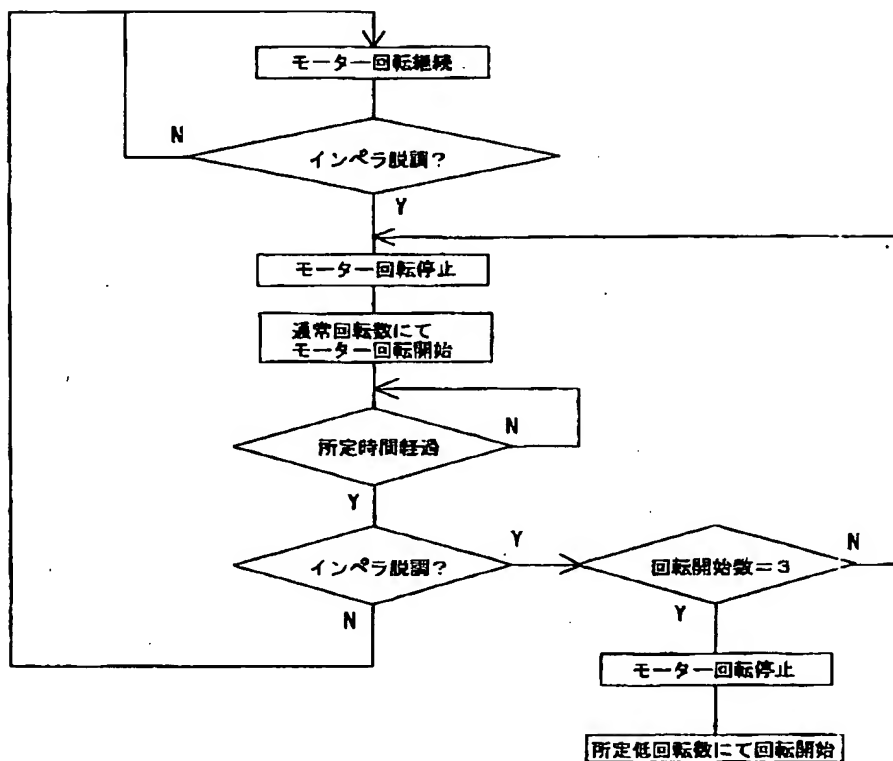 モーター回転継続
N
インペラ脱調?
Y
モーター回転停止
通常回転数にて
モーター回転開始
N
所定時間経過
Y
Y
N
インペラ脱調?
回転開始数=3
N
Y
モーター回転停止
所定低回転数にて回転開始